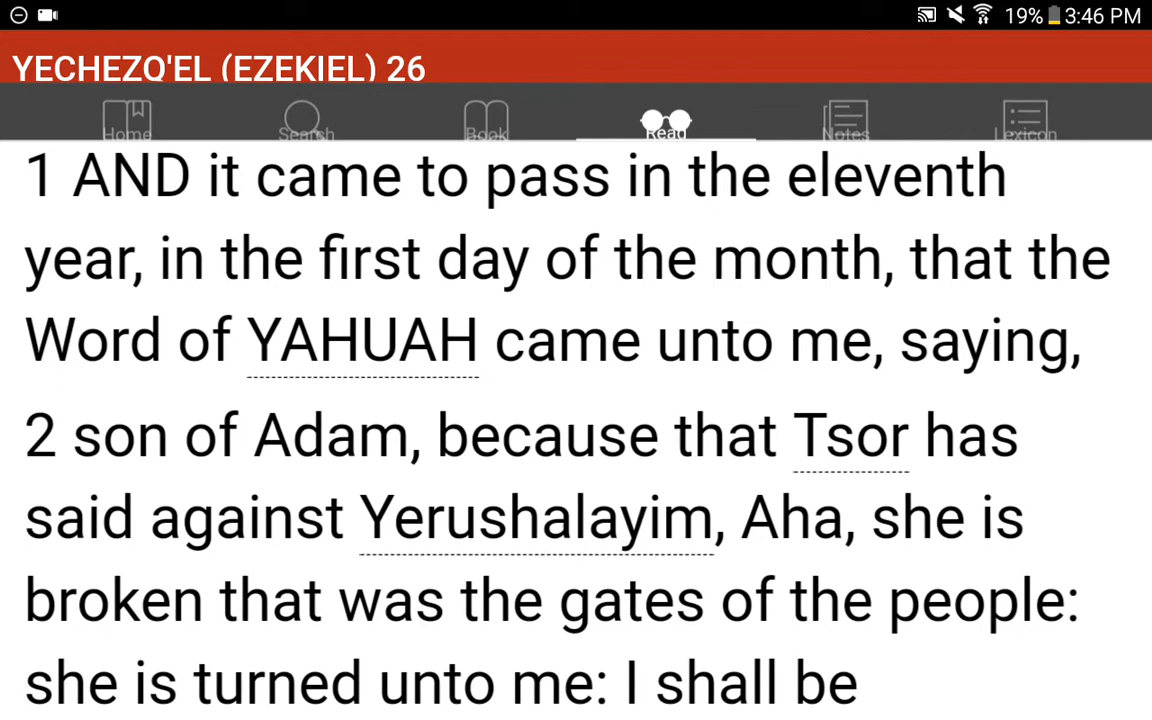 19% 3:46 PM
YECHEZQ'EL (EZEKIEL) 26
Home Search Book Read Notes Lexicon
1 AND it came to pass in the eleventh
year, in the first day of the month, that the
Word of YAHUAH came unto me, saying,
2 son of Adam, because that Tsor has
said against Yerushalayim, Aha, she is
broken that was the gates of the people:
she is turned unto me: I shall be